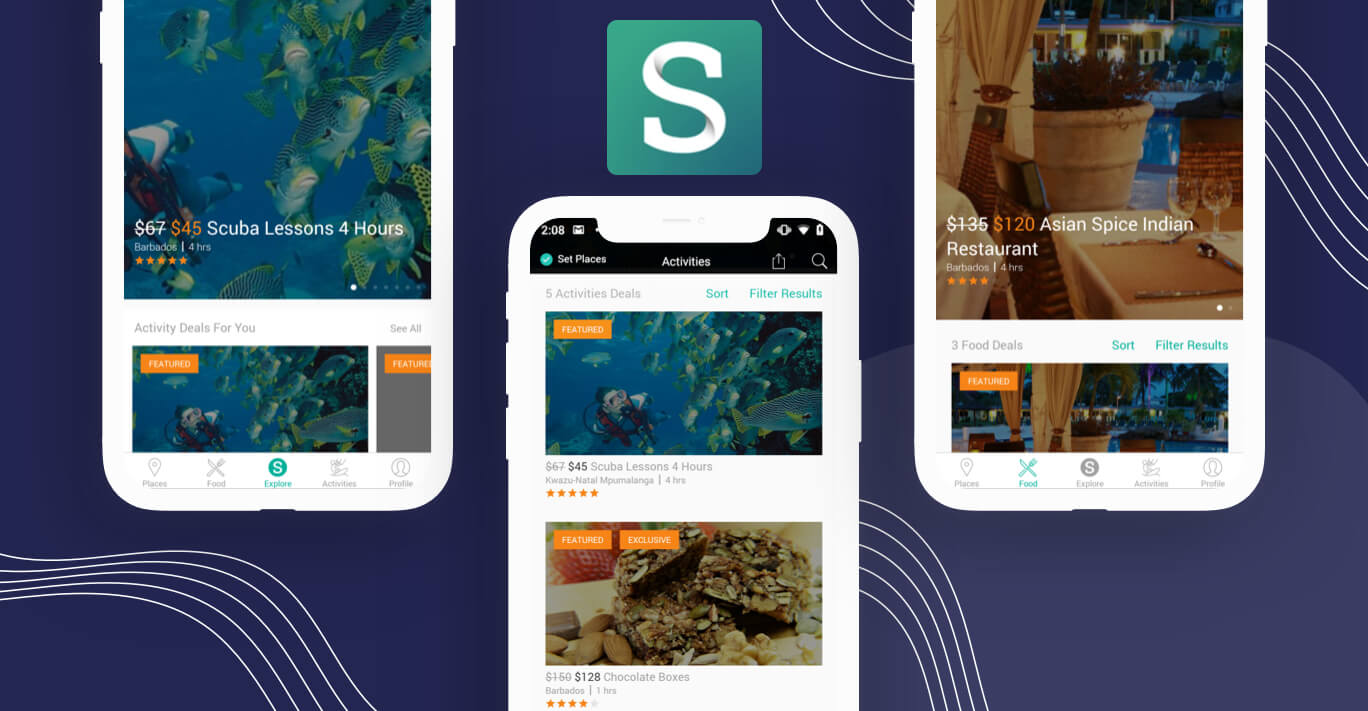 S
$67 $45 Scuba Lessons 4 Hours
Barbados | 4 hrs
Activity Deals For You See All
FEATURED FEATURE
Places Food Explore Activities Profile
2:08
Set Places Activities
5 Activities Deals Sort Filter Results
FEATURED
$67 $45 Scuba Lessons 4 Hours
Kwazu-Natal Mpumalanga | 4 hrs
FEATURED EXCLUSIVE
$150 $128 Chocolate Boxes
Barbados | 1 hrs
$135 $120 Asian Spice Indian
Restaurant
Barbados | 4 hrs
3 Food Deals Sort Filter Results
FEATURED
Places Food Explore Activities Profile